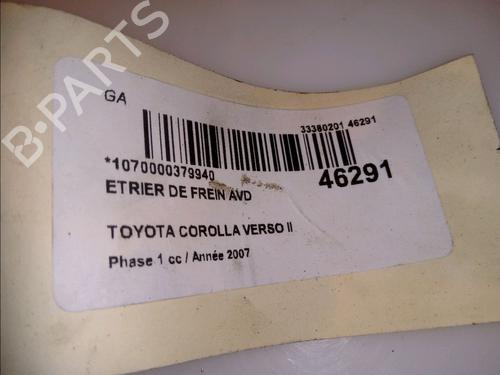 B-PARTS
GA
33380201 46291
*1070000379940
46291
ETRIER DE FREIN AVD
TOYOTA COROLLA VERSO II
Phase 1 cc / Année 2007